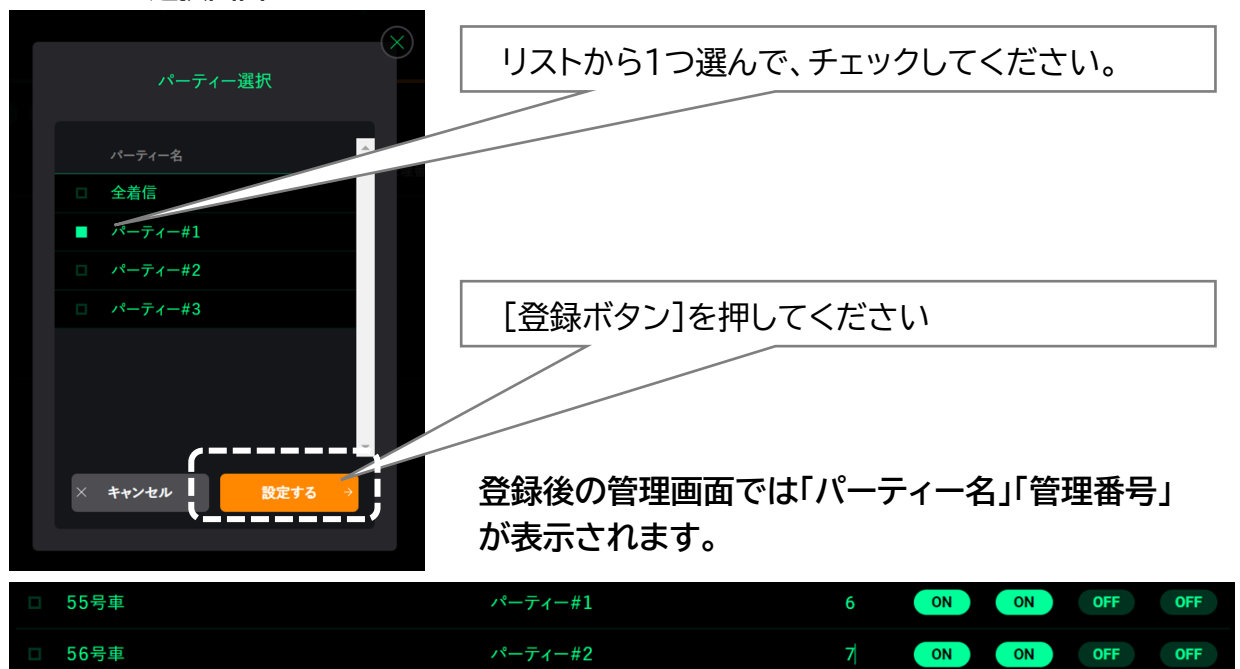 パーティー選択
リストから1つ選んで、チェックしてください。
パーティー名
全着信
パーティー#1
パーティー#2
パーティー#3
[登録ボタン]を押してください
キャンセル
設定する
登録後の管理画面では「パーティー名」「管理番号」
が表示されます。
55号車 パーティー#1 6 ON ON OFF OFF
56号車 パーティー#2 7 ON ON OFF OFF